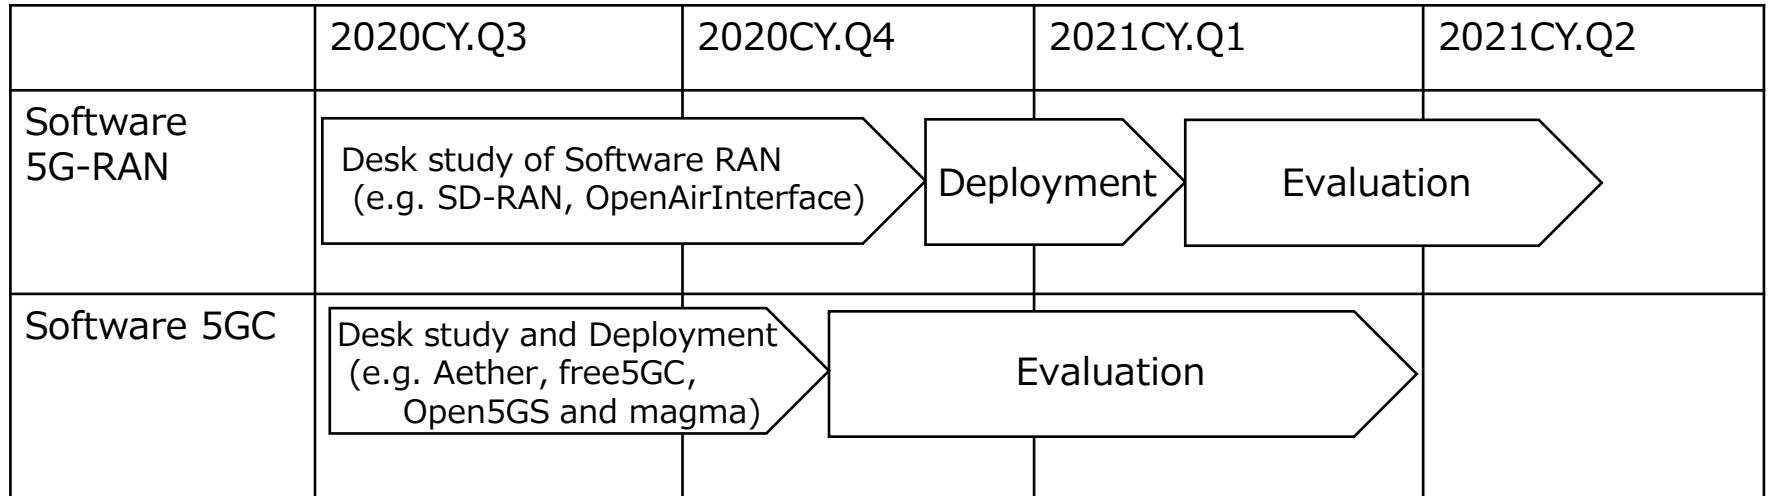 2020CY.Q3
2020CY.Q4
2021CY.Q1
2021CY.Q2
Software
5G-RAN
Desk study of Software RAN
(e.g. SD-RAN, OpenAirInterface)
Deployment
Evaluation
Software 5GC
Desk study and Deployment
(e.g. Aether, free5GC,
Open5GS and magma)
Evaluation